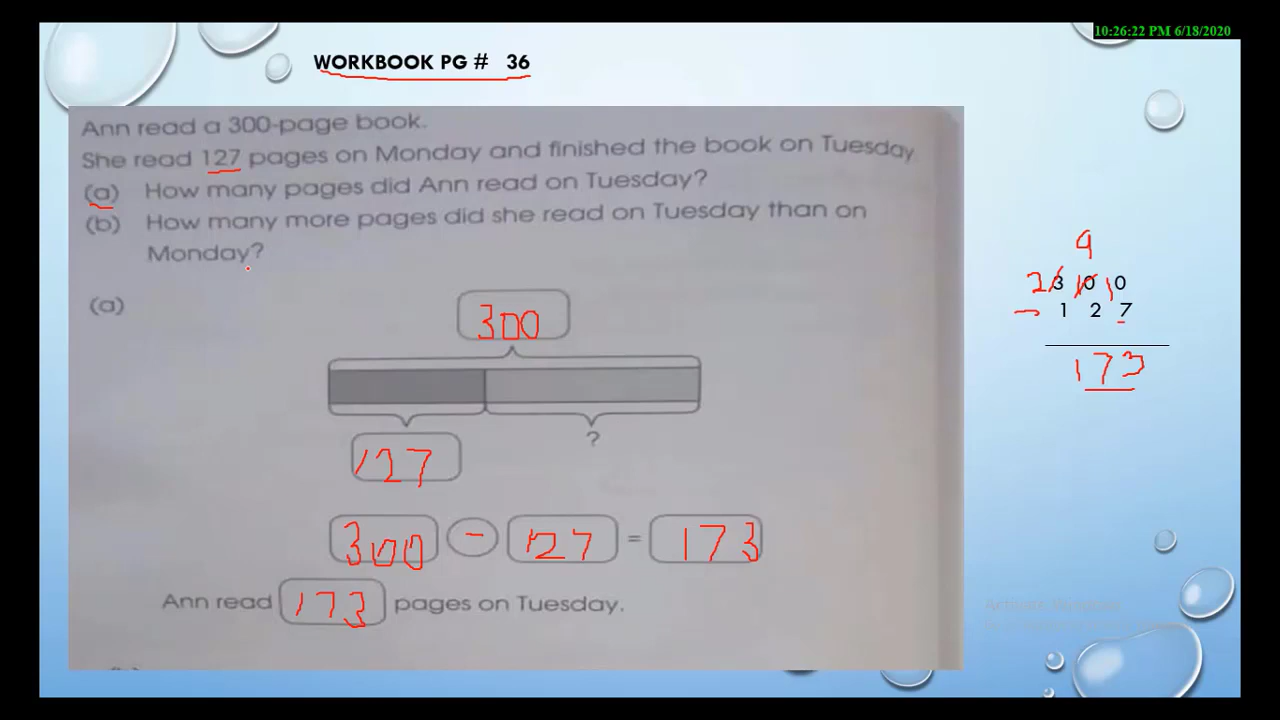 10:26:22 PM 6/18/2020
WORKBOOK PG # 36
Ann read a 300-page book.
She read 127 pages on Monday and finished the book on Tuesday
(a) How many pages did Ann read on Tuesday?
(b) How many more pages did she read on Tuesday than on
Monday?
(a)
300
127
?
300 - 127 = 173
Ann read 173 pages on Tuesday.
9
2 3 10 10
- 1 2 7
173